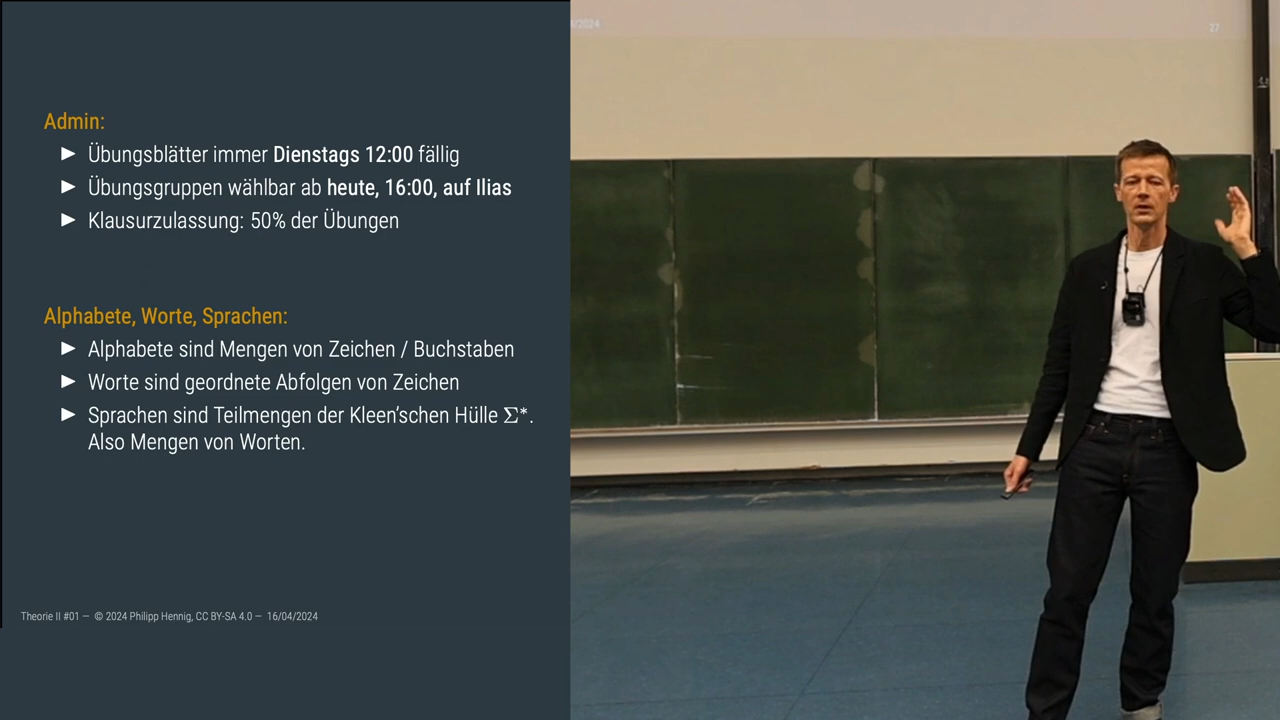 Admin:
▶ Übungsblätter immer Dienstags 12:00 fällig
▶ Übungsgruppen wählbar ab heute, 16:00, auf Ilias
▶ Klausurzulassung: 50% der Übungen
Alphabete, Worte, Sprachen:
▶ Alphabete sind Mengen von Zeichen / Buchstaben
▶ Worte sind geordnete Abfolgen von Zeichen
▶ Sprachen sind Teilmengen der Kleen'schen Hülle Σ*.
Also Mengen von Worten.
Theorie II #01 — © 2024 Philipp Hennig, CC BY-SA 4.0 — 16/04/2024
/2024
27